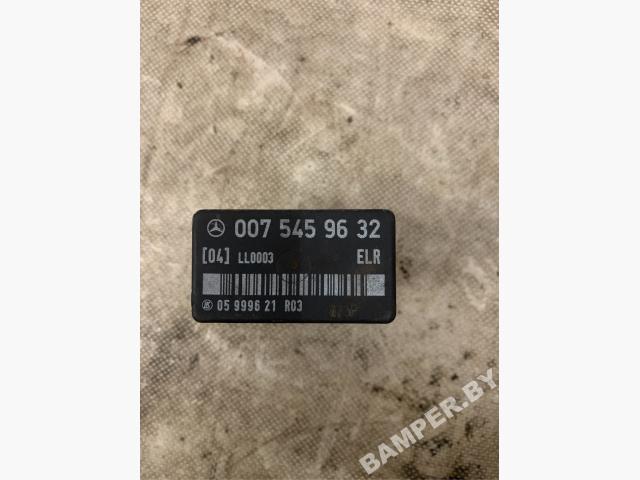 007 545 96 32
[04] LL0003 ELR
05 9996 21 R03
BAMPER.BY